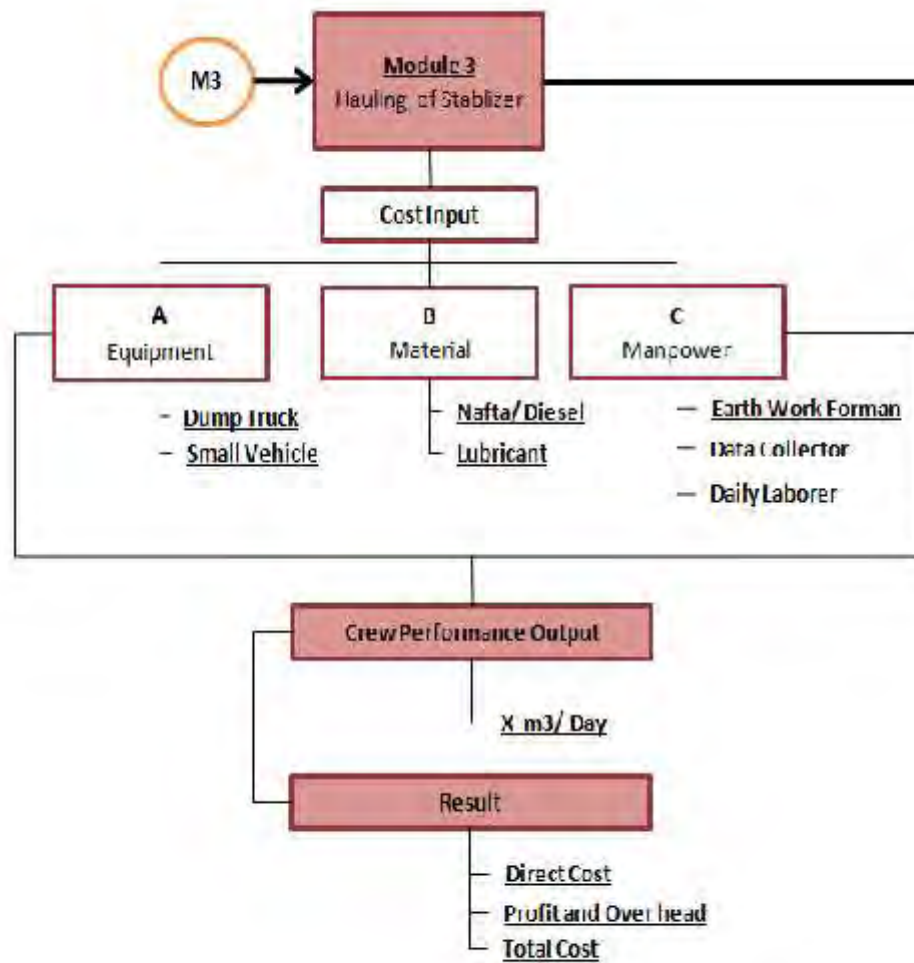 M3
Module 3
Hauling of Stablizer
Cost Input
A
Equipment
B
Material
C
Manpower
Dump Truck
Small Vehicle
Nafta/ Diesel
Lubricant
Earth Work Forman
Data Collector
Daily Laborer
Crew Performance Output
X m3/ Day
Result
Direct Cost
Profit and Over head
Total Cost